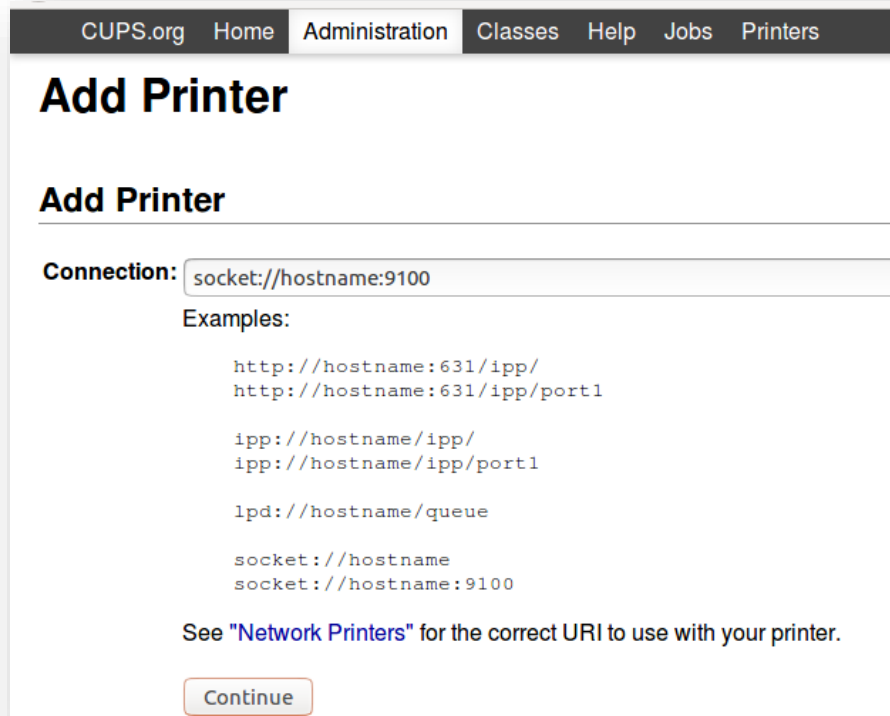 CUPS.org Home Administration Classes Help Jobs Printers
Add Printer
Add Printer
Connection: socket://hostname:9100
Examples:
http://hostname:631/ipp/
http://hostname:631/ipp/port1
ipp://hostname/ipp/
ipp://hostname/ipp/port1
lpd://hostname/queue
socket://hostname
socket://hostname:9100
See "Network Printers" for the correct URI to use with your printer.
Continue